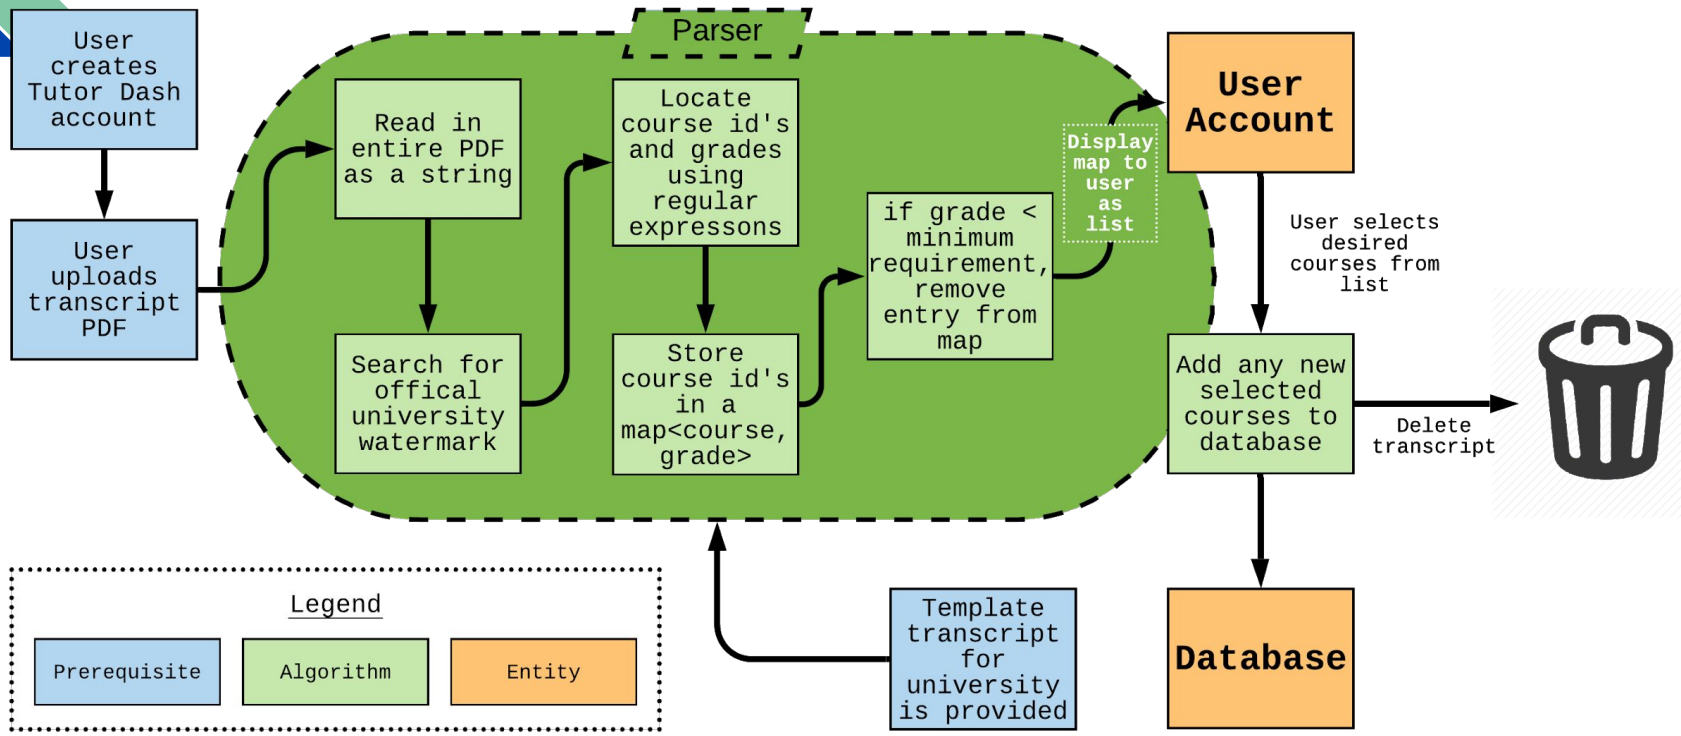 User
creates
Tutor Dash
account
User
uploads
transcript
PDF
Parser
Read in
entire PDF
as a string
Search for
offical
university
watermark
Locate
course id's
and grades
using
regular
expressons
Store
course id's
in a
map<course,
grade>
if grade <
minimum
requirement,
remove
entry from
map
Display
map to
user
as
list
User
Account
User selects
desired
courses from
list
Add any new
selected
courses to
database
Delete
transcript
Database
Template
transcript
for
university
is provided
Legend
Prerequisite
Algorithm
Entity